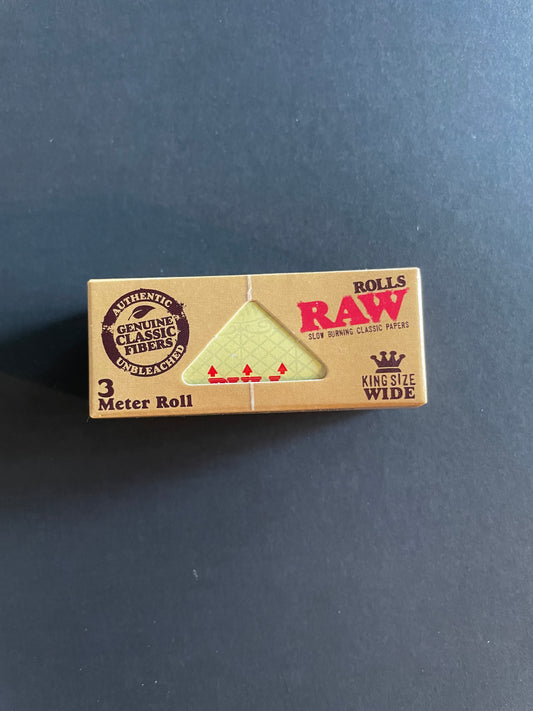 AUTHENTIC
GENUINE
CLASSIC
FIBERS
UNBLEACHED
3
Meter Roll
ROLLS
RAW
SLOW BURNING CLASSIC PAPERS
KING SIZE
WIDE